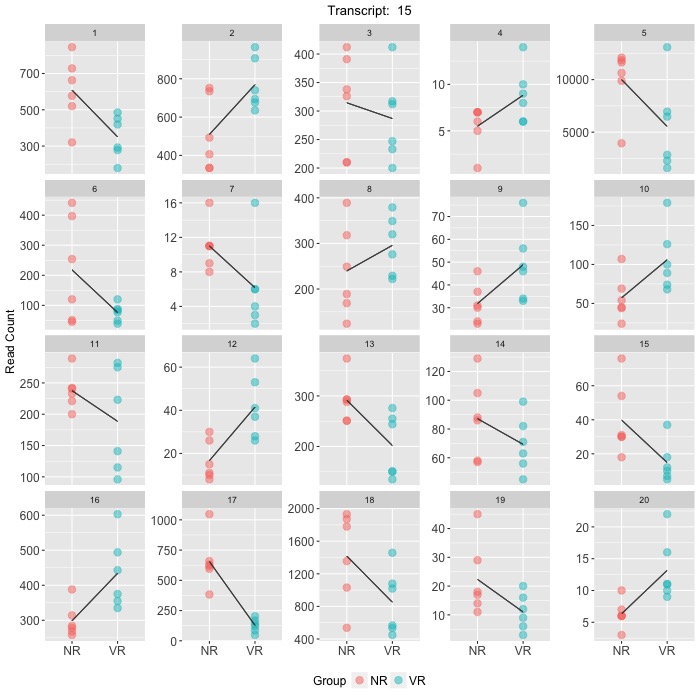 Transcript: 15
1 2 3 4 5
700 500 300
800 600 400
400 350 300 250 200
10 5
10000 5000
6 7 8 9 10
400 300 200 100
16 12 8 4
400 300 200
70 60 50 40 30
150 100 50
Read Count
11 12 13 14 15
250 200 150 100
60 40 20
300 200
120 100 80 60
60 40 20
16 17 18 19 20
600 500 400 300
1000 750 500 250 0
2000 1600 1200 800 400
40 30 20 10
20 15 10 5
NR VR NR VR NR VR NR VR NR VR
Group NR VR